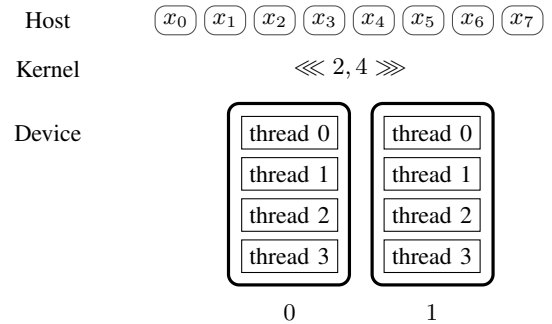 Host x₀ x₁ x₂ x₃ x₄ x₅ x₆ x₇
Kernel ⋘ 2, 4 ⋙
Device
thread 0 thread 0
thread 1 thread 1
thread 2 thread 2
thread 3 thread 3
0 1